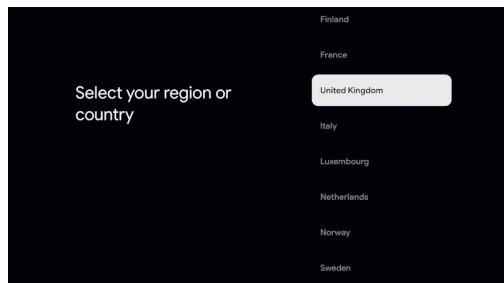 Select your region or
country
Finland
France
United Kingdom
Italy
Luxembourg
Netherlands
Norway
Sweden